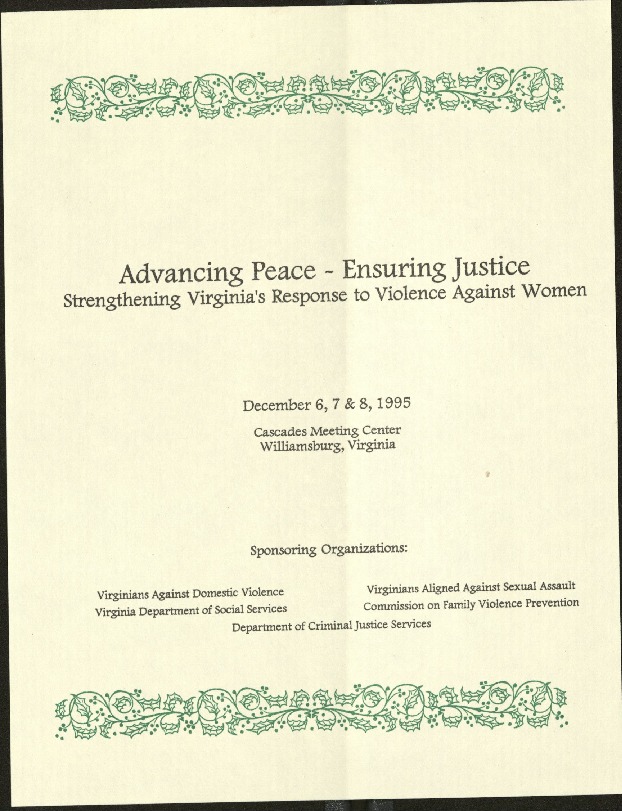 Advancing Peace - Ensuring Justice
Strengthening Virginia's Response to Violence Against Women
December 6, 7 & 8, 1995
Cascades Meeting Center
Williamsburg, Virginia
Sponsoring Organizations:
Virginians Against Domestic Violence
Virginians Aligned Against Sexual Assault
Virginia Department of Social Services
Commission on Family Violence Prevention
Department of Criminal Justice Services